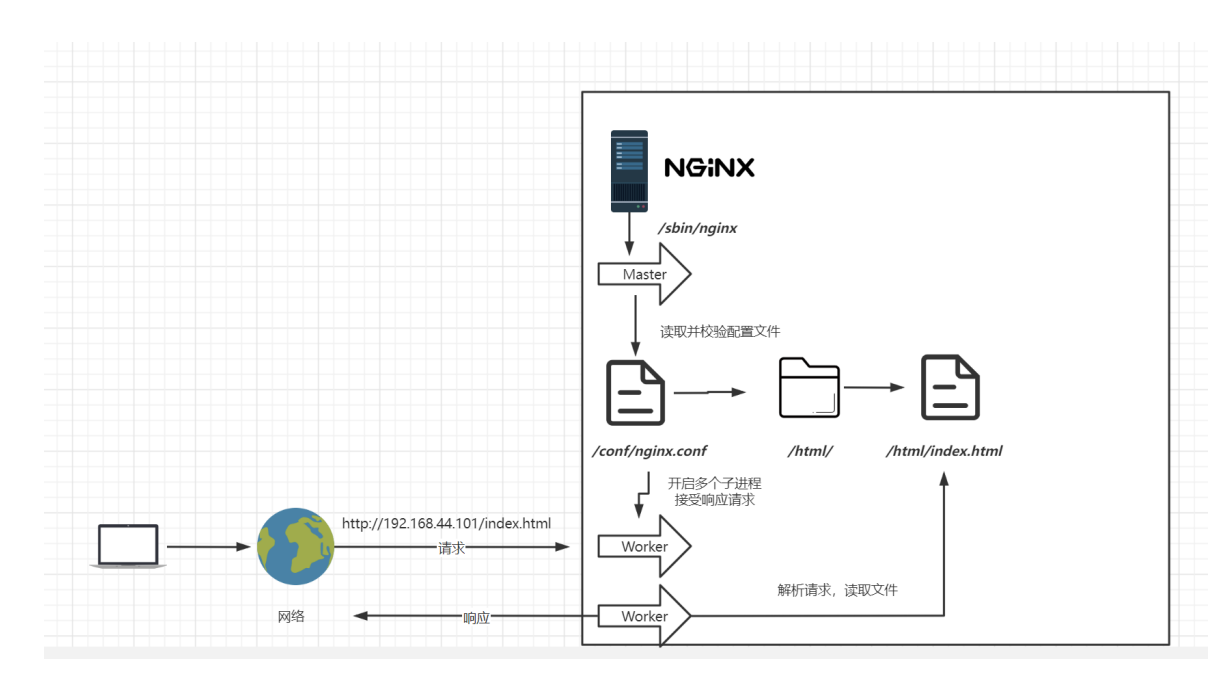 NGiNX
/sbin/nginx
Master
读取并校验配置文件
/conf/nginx.conf
/html/
/html/index.html
开启多个子进程
接受响应请求
http://192.168.44.101/index.html
请求
Worker
解析请求，读取文件
网络
响应
Worker